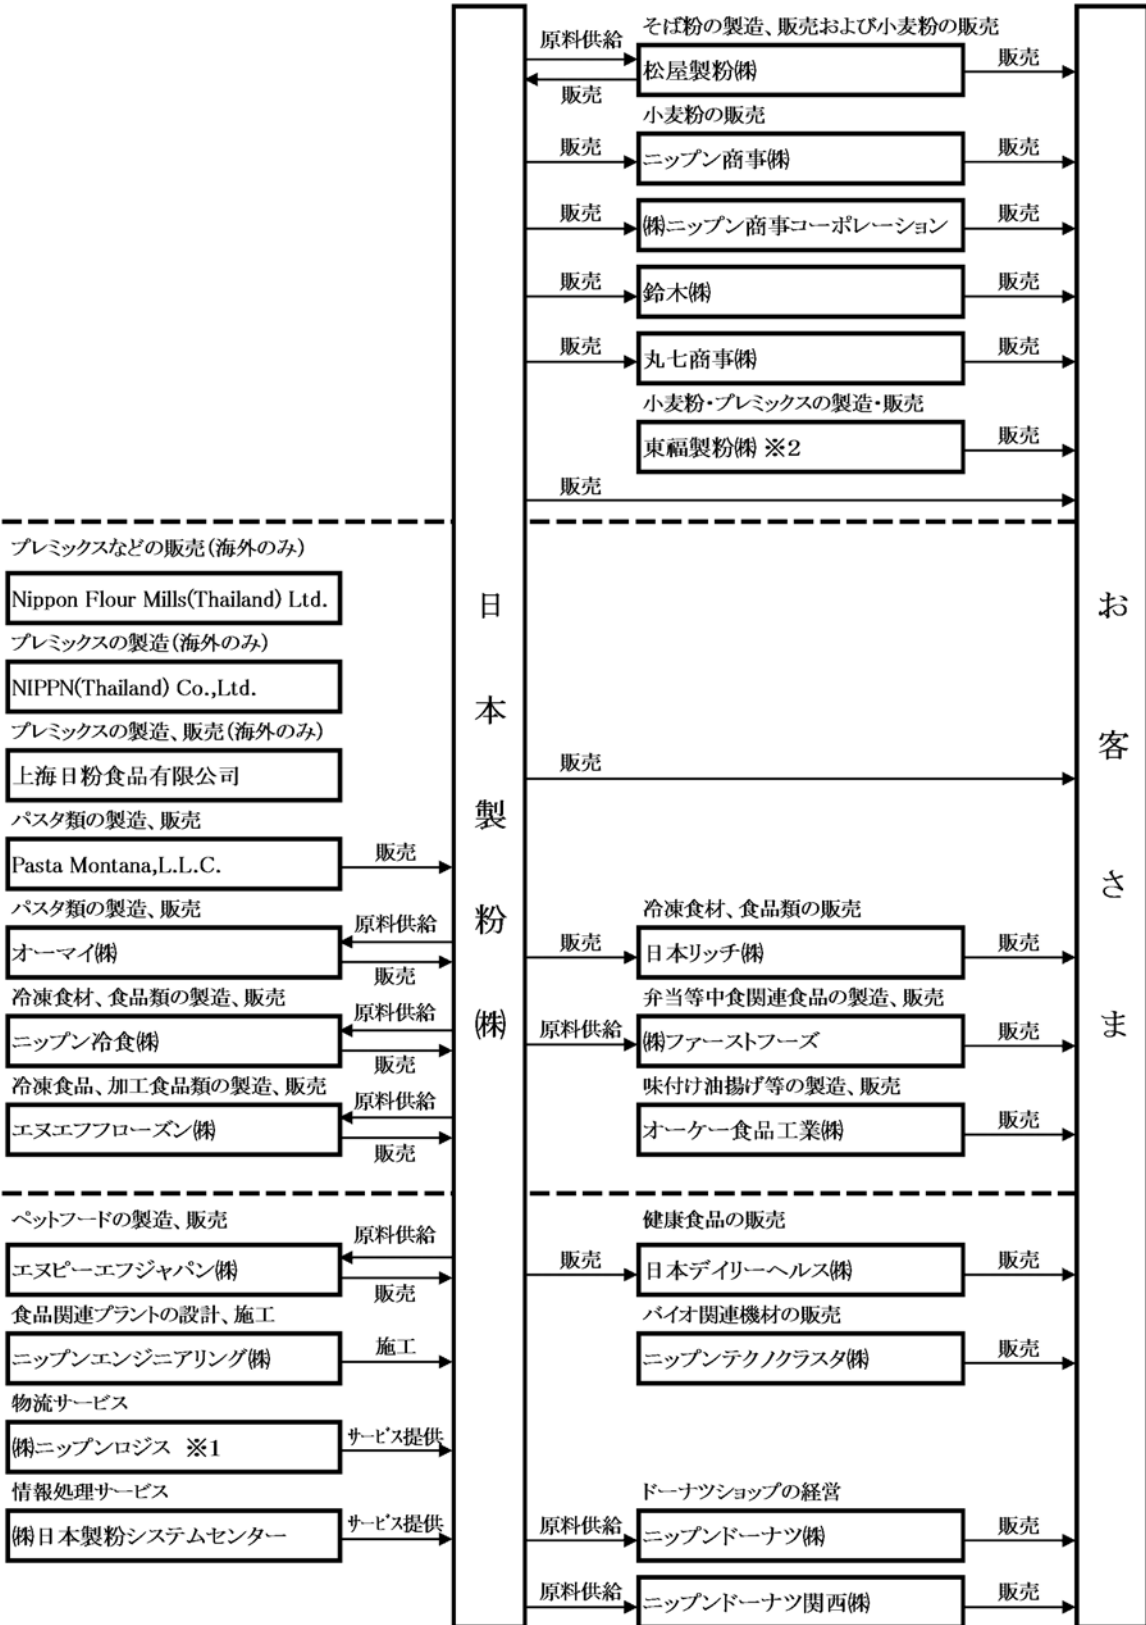 そば粉の製造、販売および小麦粉の販売
原料供給
松屋製粉㈱
販売
販売
小麦粉の販売
販売
ニップン商事㈱
販売
販売
㈱ニップン商事コーポレーション
販売
販売
鈴木㈱
販売
販売
丸七商事㈱
販売
小麦粉・プレミックスの製造・販売
東福製粉㈱ ※2
販売
販売
日本製粉㈱
お客さま
プレミックスなどの販売(海外のみ)
Nippon Flour Mills(Thailand) Ltd.
プレミックスの製造(海外のみ)
NIPPN(Thailand) Co.,Ltd.
プレミックスの製造、販売(海外のみ)
上海日粉食品有限公司
販売
パスタ類の製造、販売
Pasta Montana,L.L.C.
販売
パスタ類の製造、販売
オーマイ㈱
原料供給
販売
冷凍食材、食品類の販売
販売
日本リッチ㈱
販売
冷凍食材、食品類の製造、販売
ニップン冷食㈱
原料供給
販売
弁当等中食関連食品の製造、販売
原料供給
㈱ファーストフーズ
販売
冷凍食品、加工食品類の製造、販売
エヌエフフローズン㈱
原料供給
販売
味付け油揚げ等の製造、販売
オーケー食品工業㈱
販売
ペットフードの製造、販売
エヌピーエフジャパン㈱
原料供給
販売
健康食品の販売
販売
日本デイリーヘルス㈱
販売
食品関連プラントの設計、施工
ニップンエンジニアリング㈱
施工
バイオ関連機材の販売
ニップンテクノクラスタ㈱
販売
物流サービス
㈱ニップンロジス ※1
サービス提供
情報処理サービス
㈱日本製粉システムセンター
サービス提供
ドーナツショップの経営
原料供給
ニップンドーナツ㈱
販売
原料供給
ニップンドーナツ関西㈱
販売